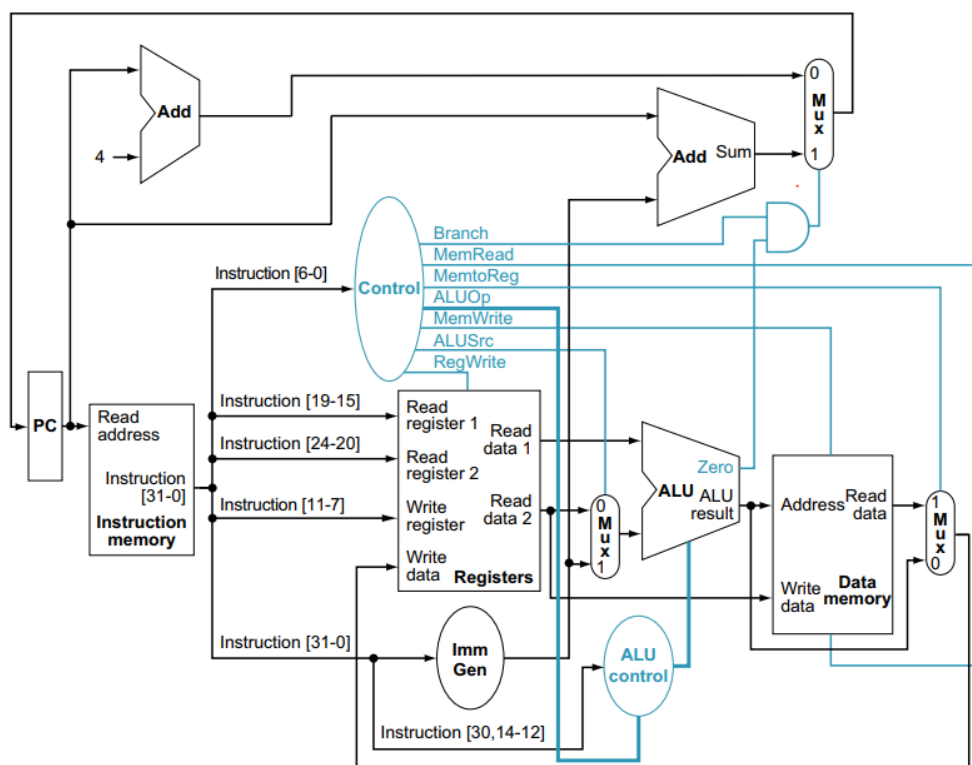 Add
4
Add Sum
0
Mux
1
Branch
MemRead
MemtoReg
ALUOp
MemWrite
ALUSrc
RegWrite
Control
Instruction [6-0]
Instruction [19-15]
Instruction [24-20]
Instruction [11-7]
Instruction [31-0]
Instruction [30,14-12]
PC
Read
address
Instruction
[31-0]
Instruction
memory
Read
register 1
Read
register 2
Write
register
Write
data
Read
data 1
Read
data 2
Registers
Imm
Gen
0
Mux
1
Zero
ALU
ALU
result
ALU
control
Address
Read
data
Write
data
Data
memory
1
Mux
0